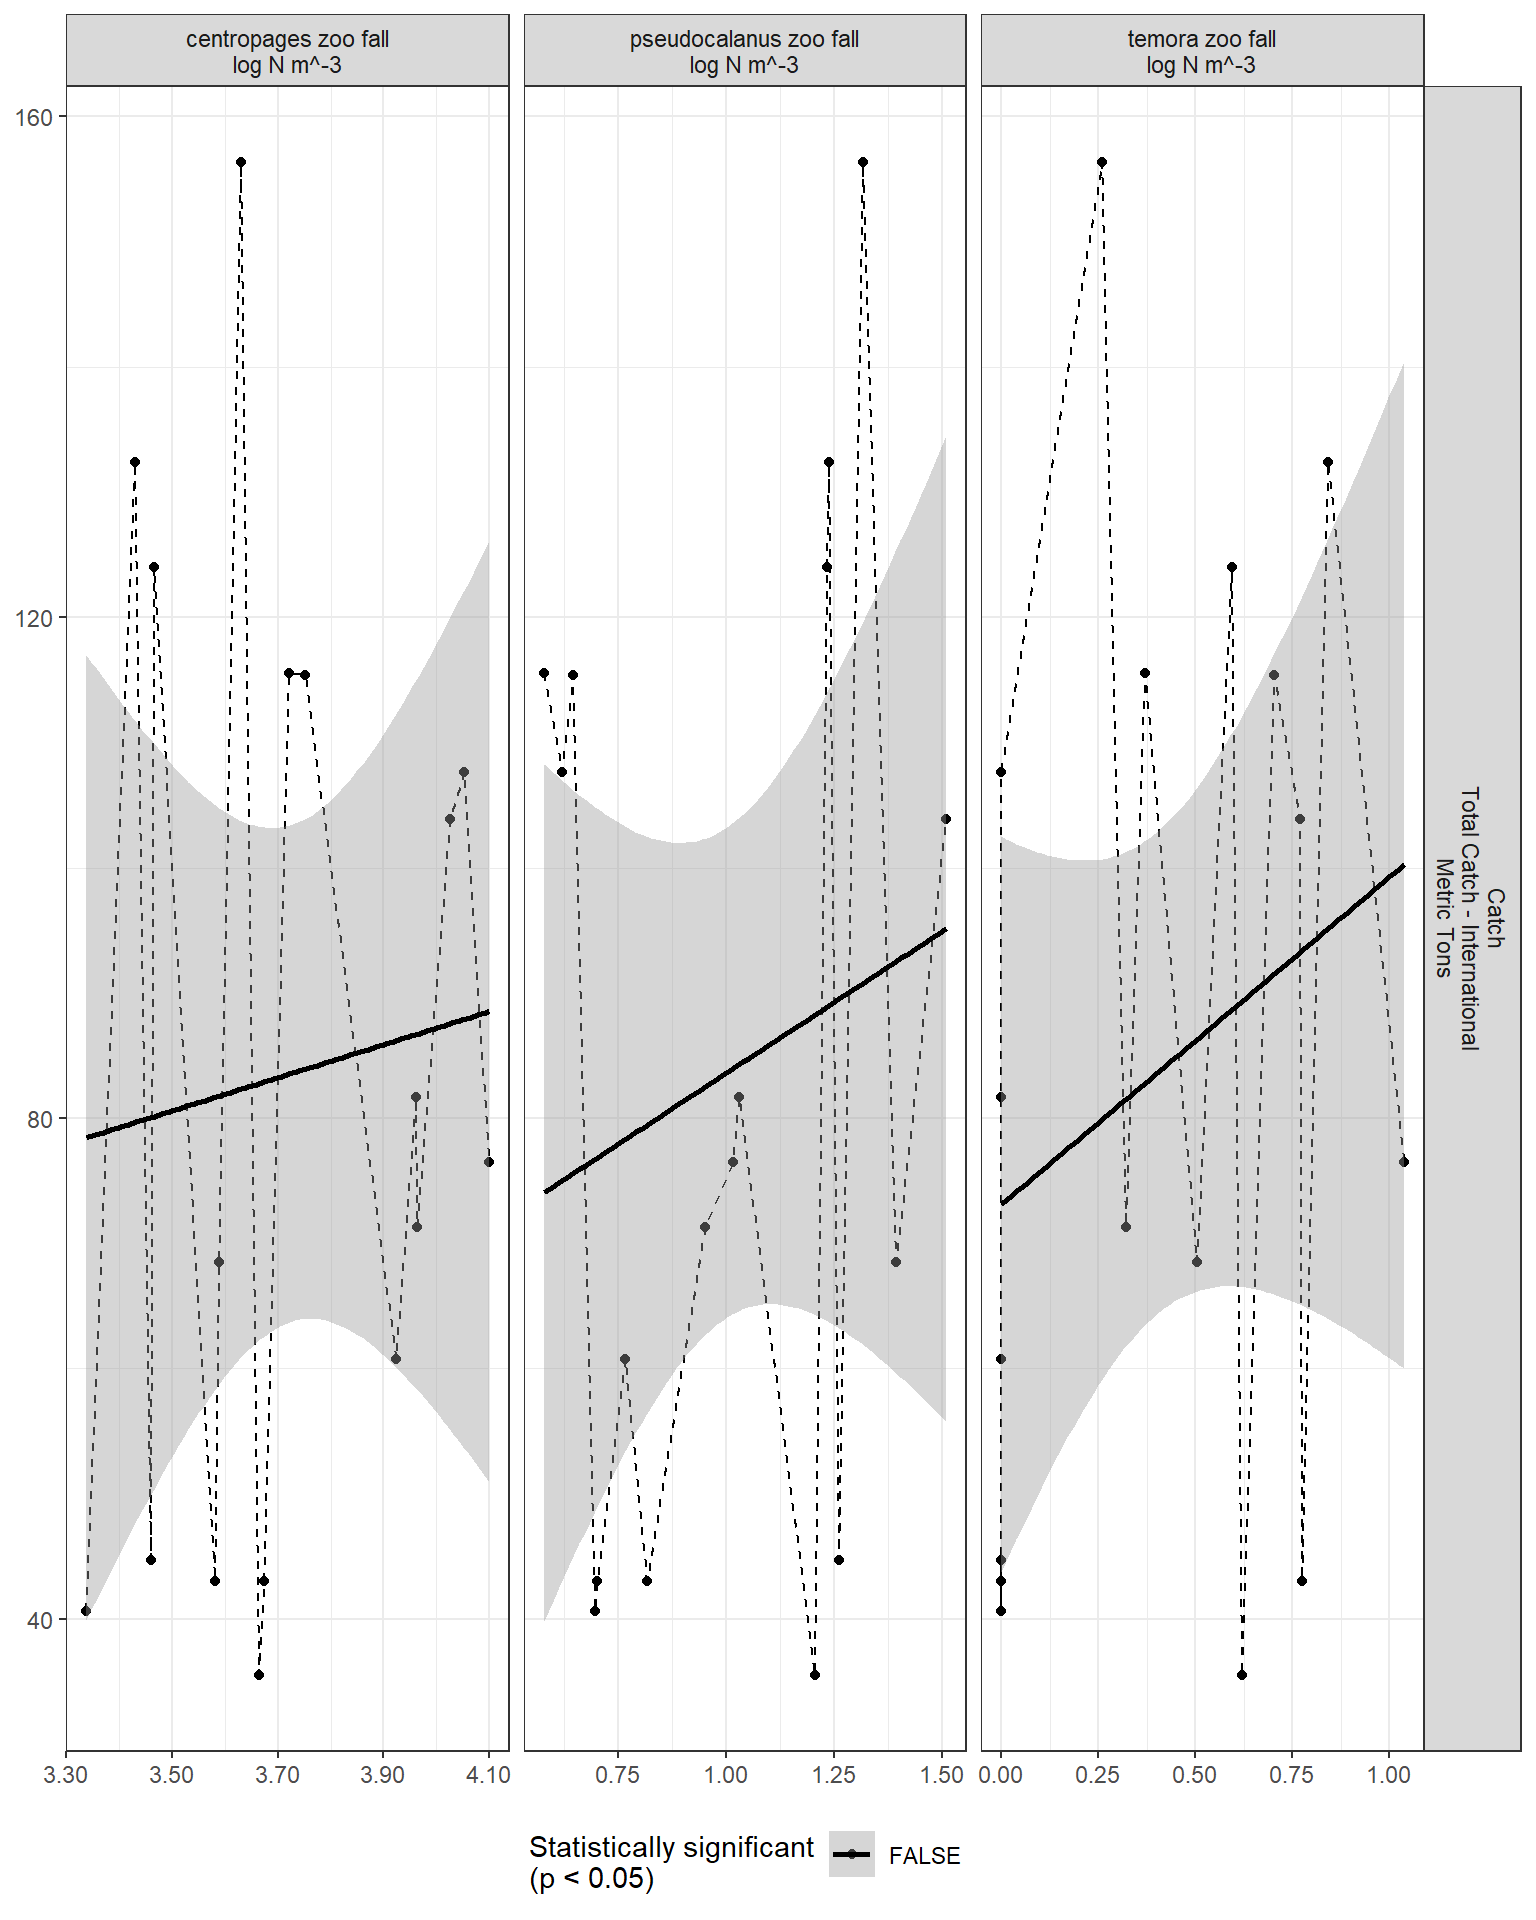 centropages zoo fall
log N m^-3
pseudocalanus zoo fall
log N m^-3
temora zoo fall
log N m^-3
160
120
80
40
Catch
Total Catch - International
Metric Tons
3.30 3.50 3.70 3.90 4.10
0.75 1.00 1.25 1.50
0.00 0.25 0.50 0.75 1.00
Statistically significant
(p < 0.05)
FALSE